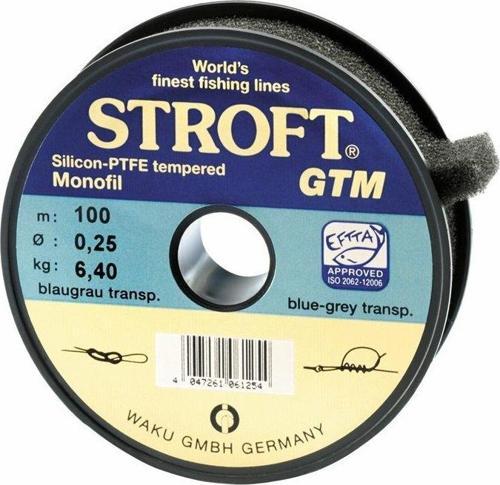 World's
finest fishing lines
STROFT®
Silicon-PTFE tempered
Monofil
GTM
m: 100
Ø: 0,25
kg: 6,40
blaugrau transp.
EFTTA
APPROVED
ISO 2062-12006
blue-grey transp.
4 047261 061254
WAKU GMBH GERMANY